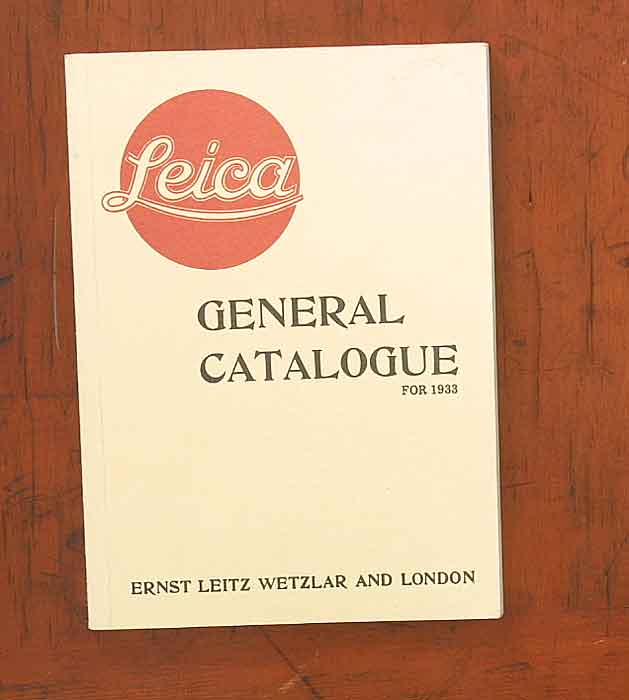 Leica
GENERAL
CATALOGUE
FOR 1933
ERNST LEITZ WETZLAR AND LONDON